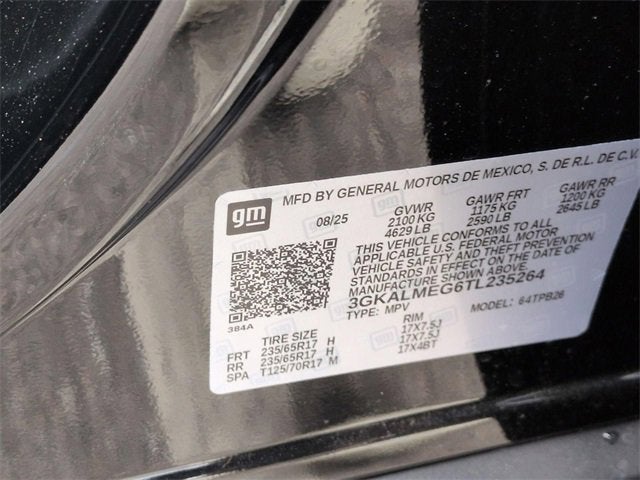 MFD BY GENERAL MOTORS DE MEXICO, S. DE R.L. DE C.V.
gm
08/25 GVWR GAWR FRT GAWR RR
2100 KG 1175 KG 1200 KG
4629 LB 2590 LB 2645 LB
THIS VEHICLE CONFORMS TO ALL
APPLICABLE U.S. FEDERAL MOTOR
VEHICLE SAFETY AND THEFT PREVENTION
STANDARDS IN EFFECT ON THE DATE OF
MANUFACTURE SHOWN ABOVE.
3GKALMEG6TL235264
TYPE: MPV MODEL: 64TPB26
384A
TIRE SIZE RIM
FRT 235/65R17 H 17X7.5J
RR 235/65R17 H 17X7.5J
SPA T125/70R17 M 17X4BT